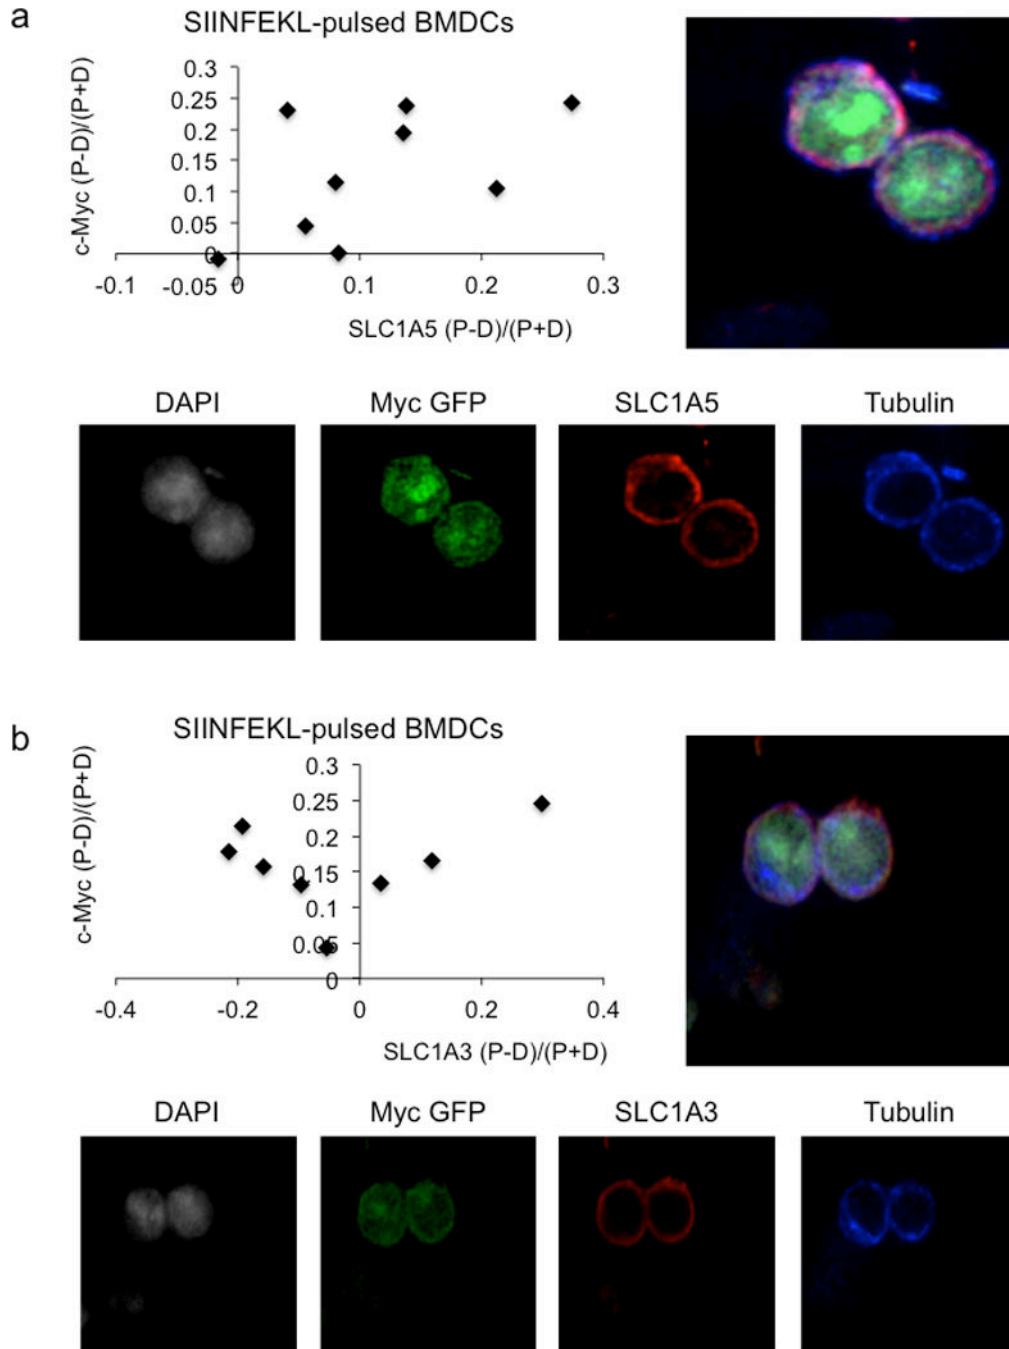 a
SIINFEKL-pulsed BMDCs
c-Myc (P-D)/(P+D)
0.3
0.25
0.2
0.15
0.1
0.05
0
-0.05
-0.1 0 0.1 0.2 0.3
SLC1A5 (P-D)/(P+D)
DAPI Myc GFP SLC1A5 Tubulin
b
SIINFEKL-pulsed BMDCs
c-Myc (P-D)/(P+D)
0.3
0.25
0.2
0.15
0.1
0.05
0
-0.4 -0.2 0 0.2 0.4
SLC1A3 (P-D)/(P+D)
DAPI Myc GFP SLC1A3 Tubulin